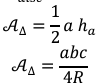 𝒜_Δ = 1/2 a h_a
𝒜_Δ = abc/4R